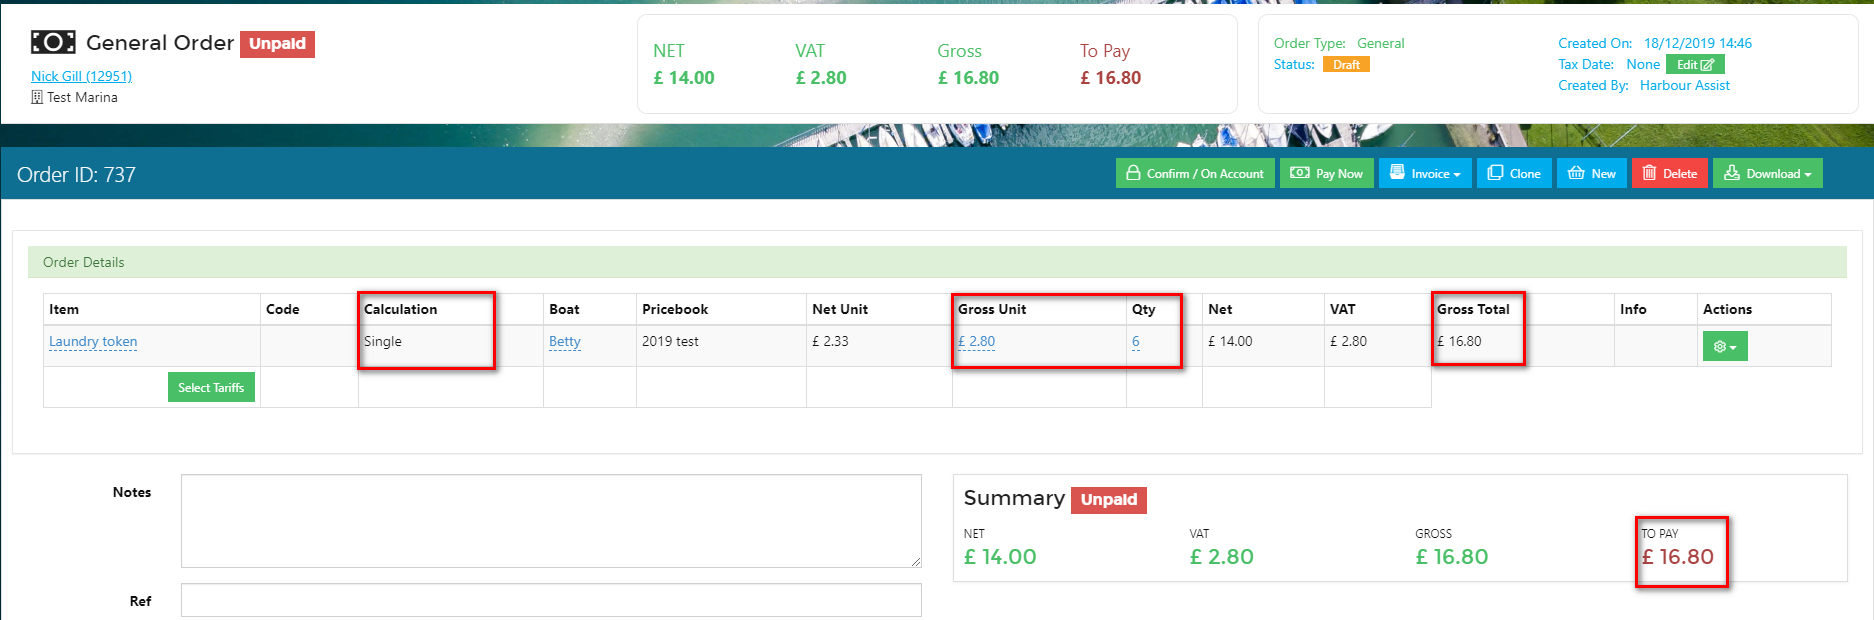 General Order Unpaid
Nick Gill (12951)
Test Marina
NET VAT Gross To Pay
£ 14.00 £ 2.80 £ 16.80 £ 16.80
Order Type: General
Status: Draft
Created On: 18/12/2019 14:46
Tax Date: None Edit
Created By: Harbour Assist
Order ID: 737
Confirm / On Account Pay Now Invoice Clone New Delete Download
Order Details
Item Code Calculation Boat Pricebook Net Unit Gross Unit Qty Net VAT Gross Total Info Actions
Laundry token Single Betty 2019 test £ 2.33 £ 2.80 6 £ 14.00 £ 2.80 £ 16.80
Select Tariffs
Notes
Ref
Summary Unpaid
NET VAT GROSS TO PAY
£ 14.00 £ 2.80 £ 16.80 £ 16.80